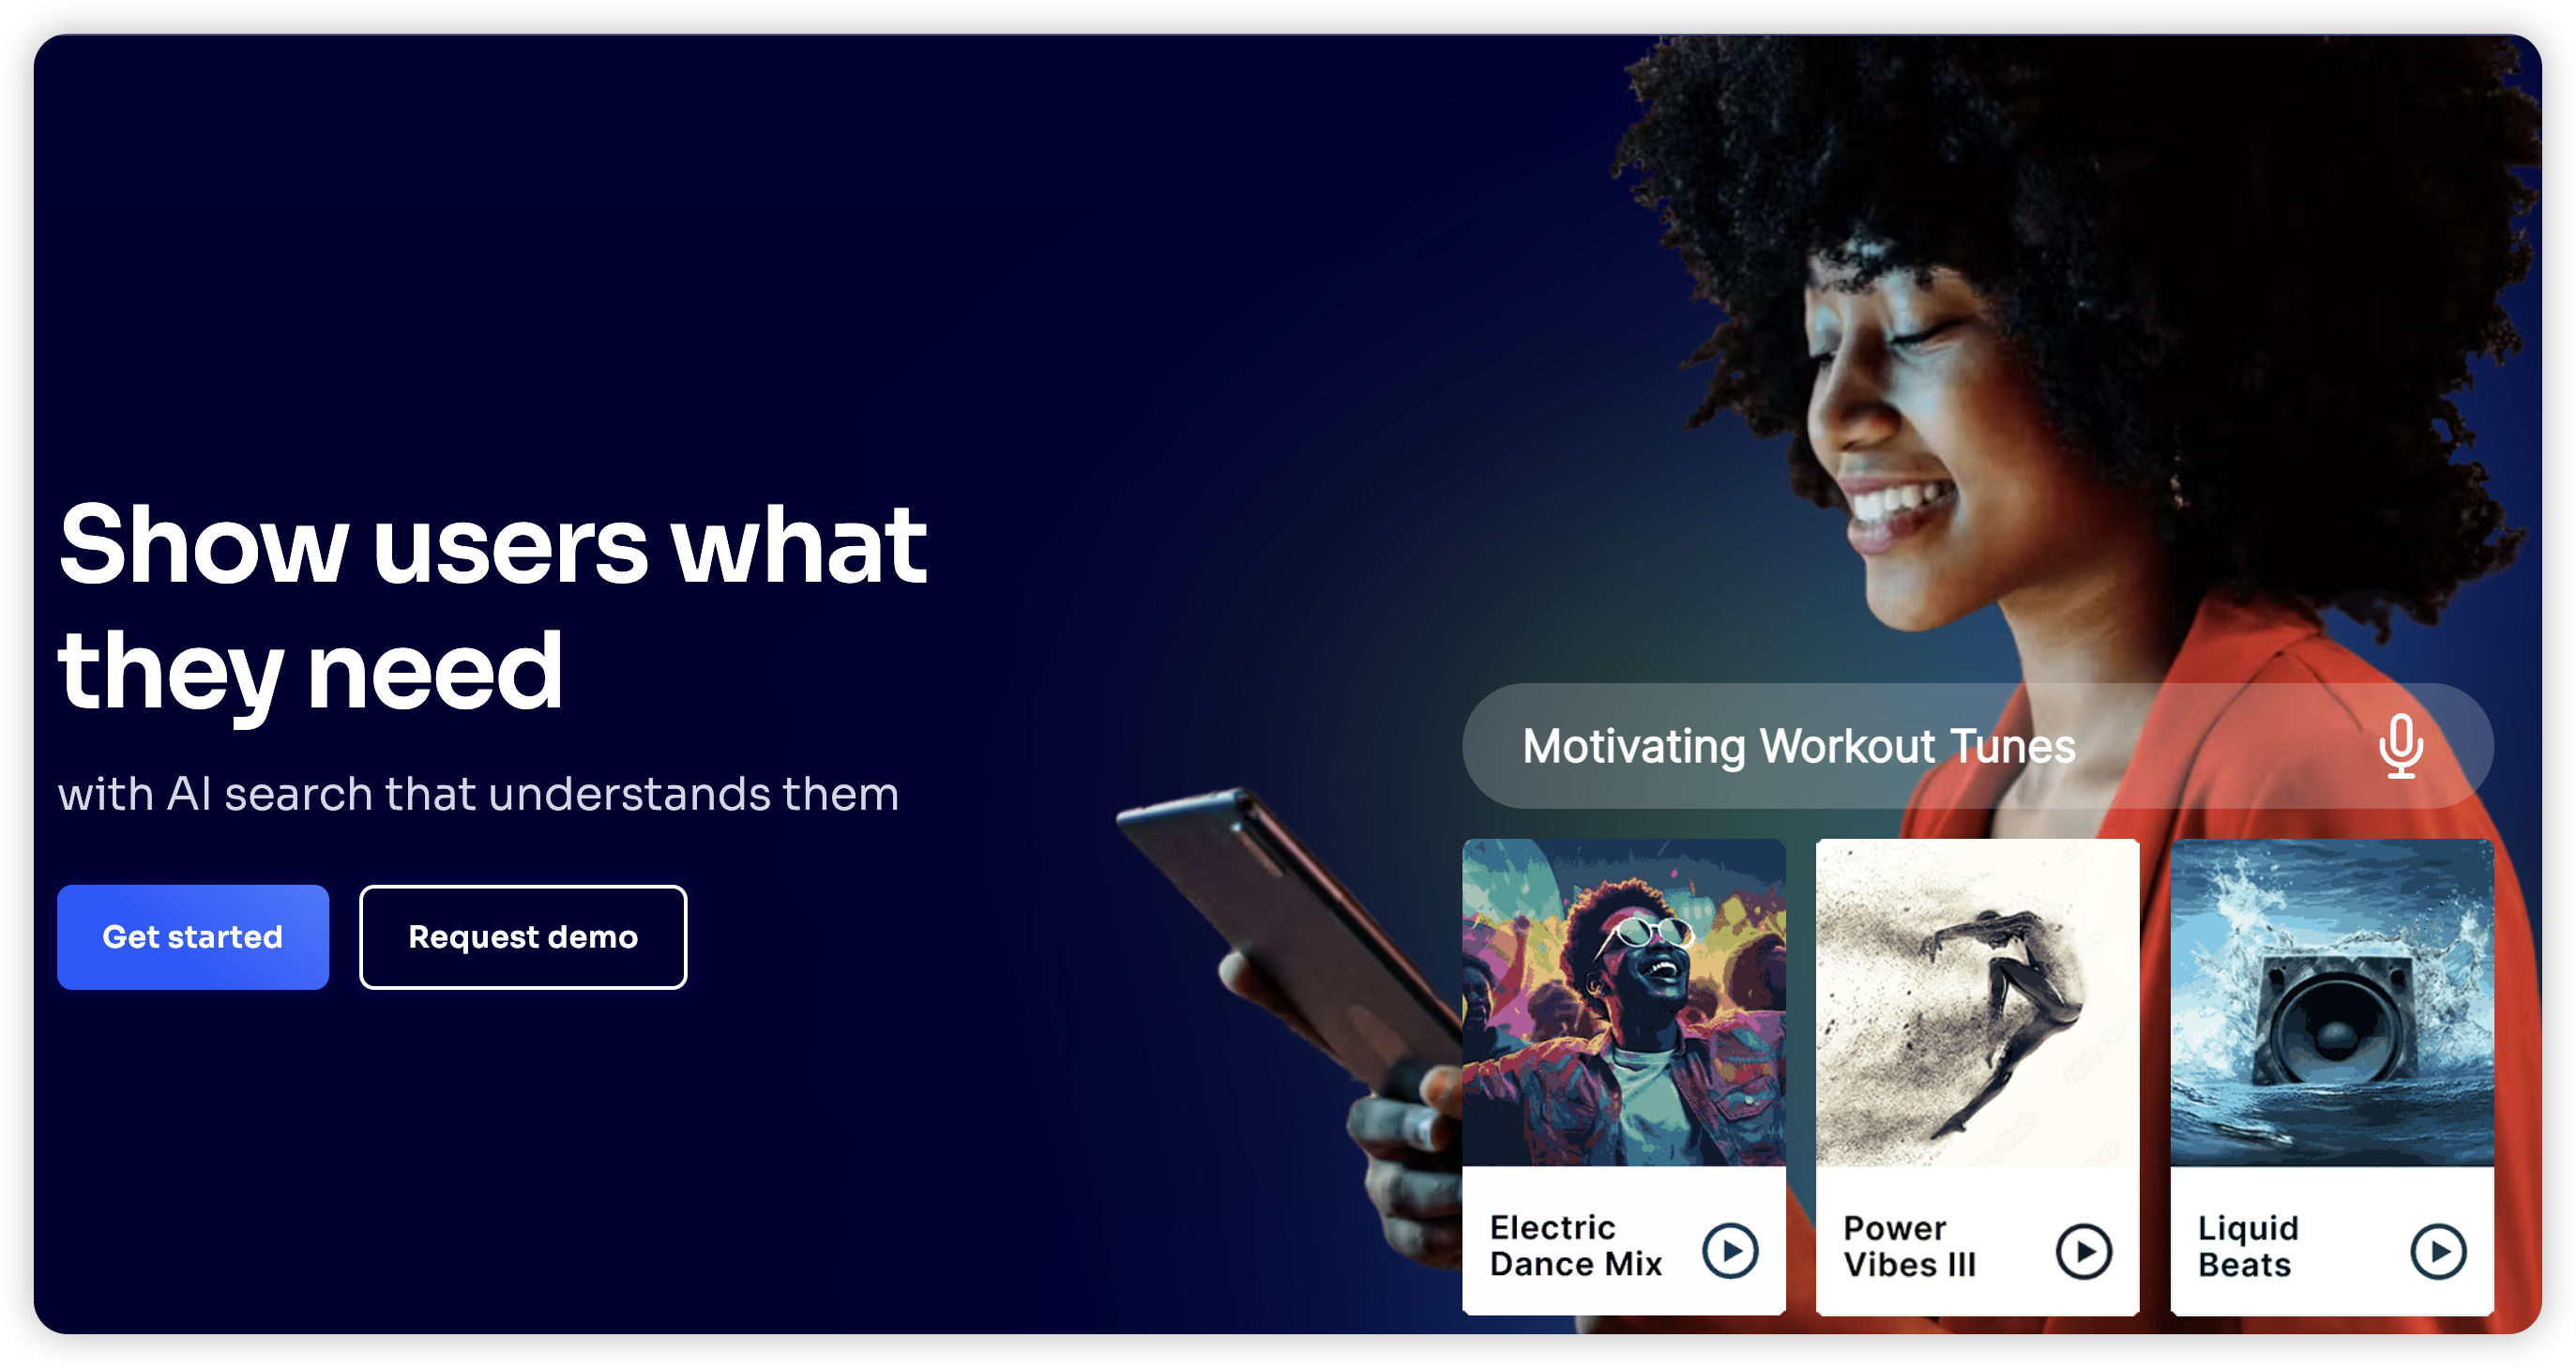 Show users what
they need
with AI search that understands them
Get started
Request demo
Motivating Workout Tunes
Electric
Dance Mix
Power
Vibes III
Liquid
Beats